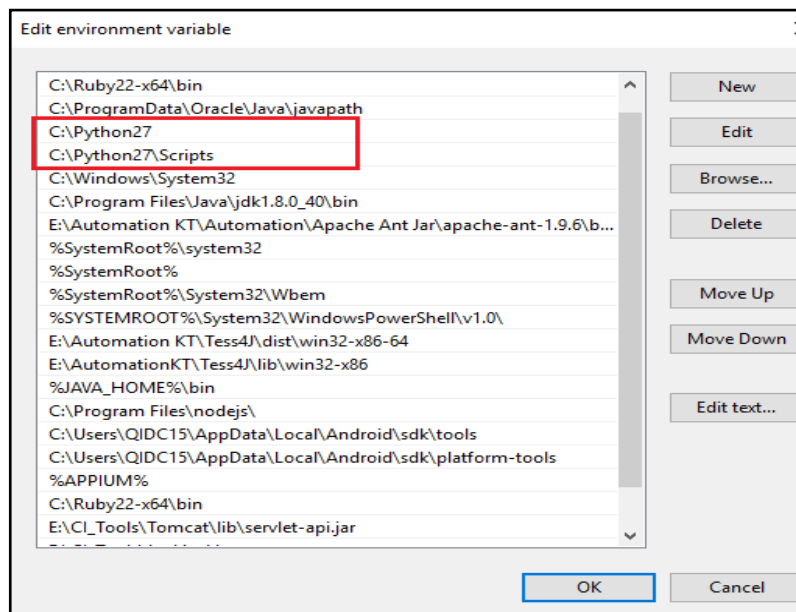 Edit environment variable
C:\Ruby22-x64\bin
C:\ProgramData\Oracle\Java\javapath
C:\Python27
C:\Python27\Scripts
C:\Windows\System32
C:\Program Files\Java\jdk1.8.0_40\bin
E:\Automation KT\Automation\Apache Ant Jar\apache-ant-1.9.6\b...
%SystemRoot%\system32
%SystemRoot%
%SystemRoot%\System32\Wbem
%SYSTEMROOT%\System32\WindowsPowerShell\v1.0\
E:\Automation KT\Tess4J\dist\win32-x86-64
E:\AutomationKT\Tess4J\lib\win32-x86
%JAVA_HOME%\bin
C:\Program Files\nodejs\
C:\Users\QIDC15\AppData\Local\Android\sdk\tools
C:\Users\QIDC15\AppData\Local\Android\sdk\platform-tools
%APPIUM%
C:\Ruby22-x64\bin
E:\CI_Tools\Tomcat\lib\servlet-api.jar
New
Edit
Browse...
Delete
Move Up
Move Down
Edit text...
OK
Cancel